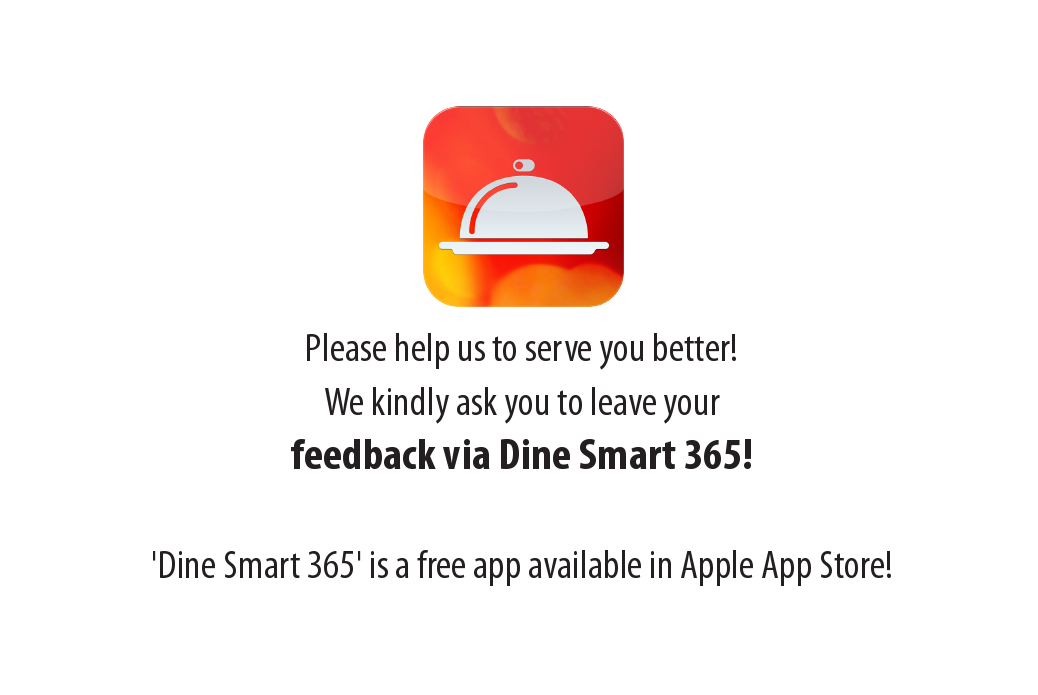 Please help us to serve you better!
We kindly ask you to leave your
feedback via Dine Smart 365!
'Dine Smart 365' is a free app available in Apple App Store!